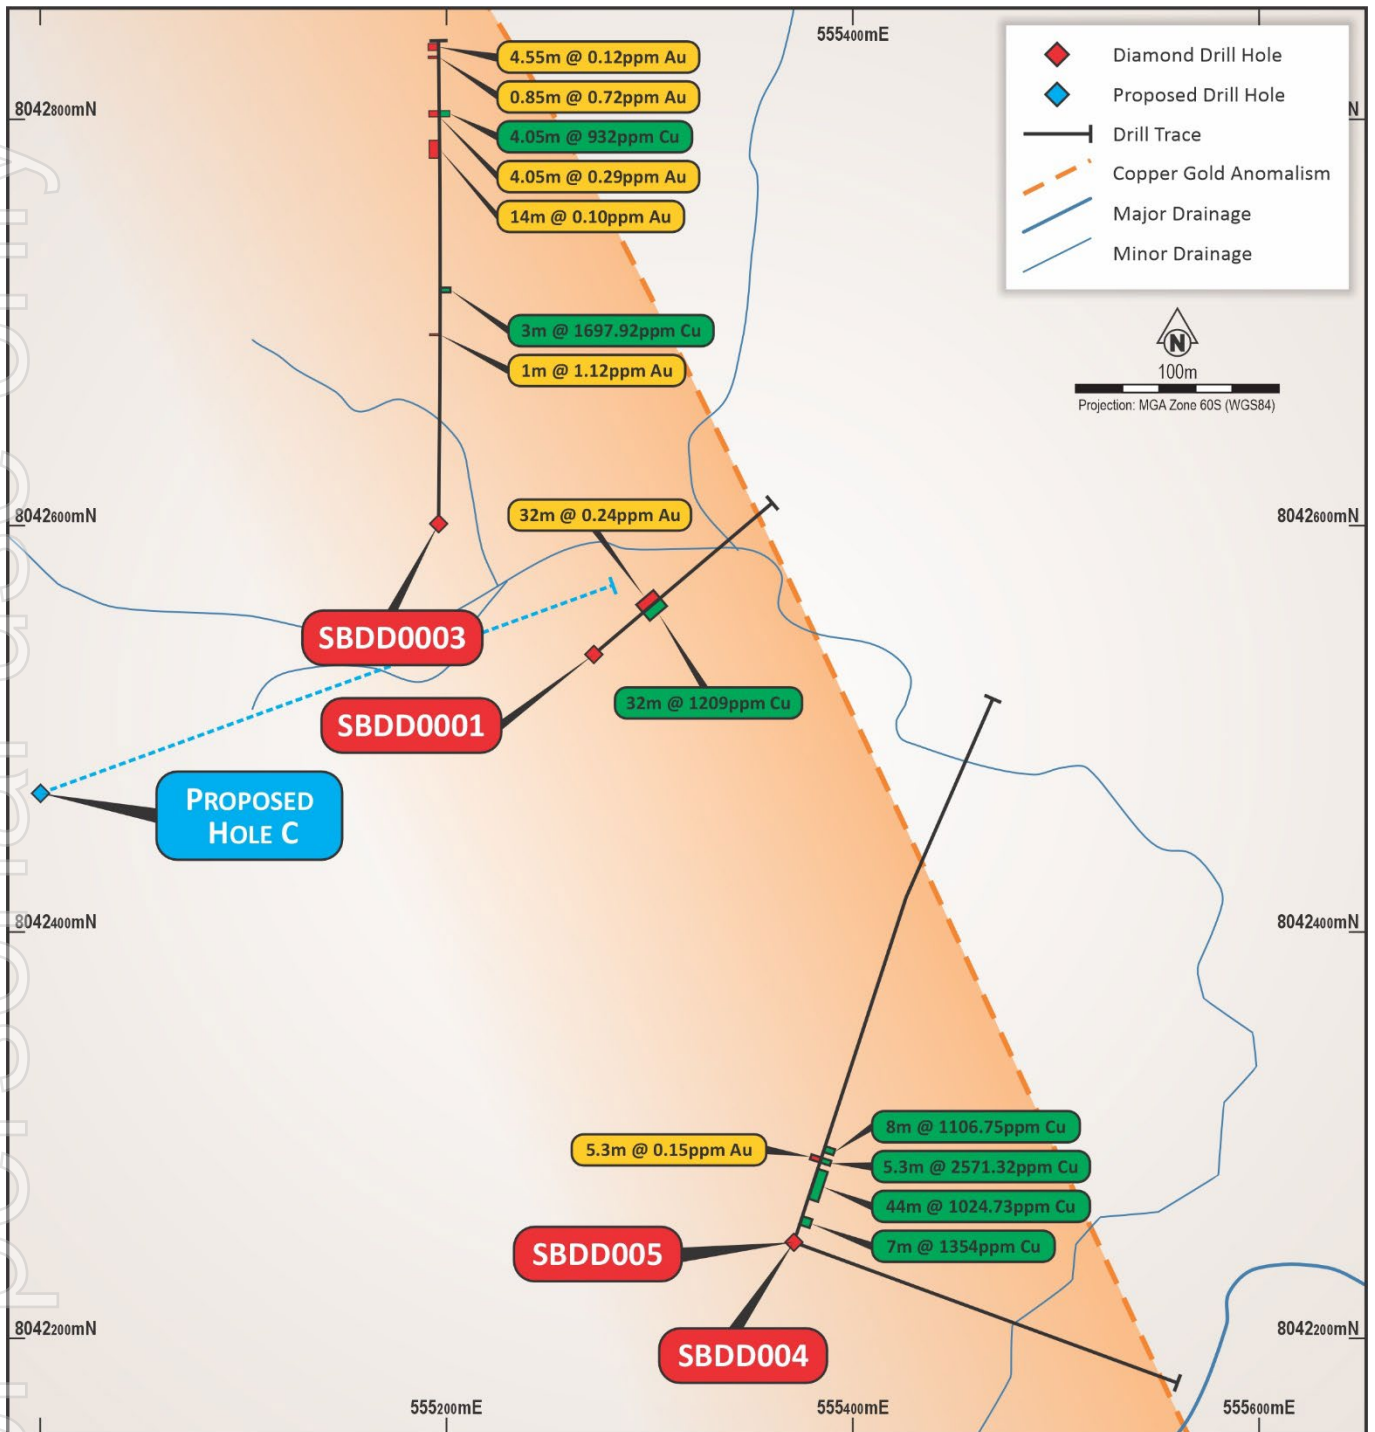 555400mE
Diamond Drill Hole
Proposed Drill Hole
Drill Trace
Copper Gold Anomalism
Major Drainage
Minor Drainage
N
100m
Projection: MGA Zone 60S (WGS84)
8042800mN
N
4.55m @ 0.12ppm Au
0.85m @ 0.72ppm Au
4.05m @ 932ppm Cu
4.05m @ 0.29ppm Au
14m @ 0.10ppm Au
3m @ 1697.92ppm Cu
1m @ 1.12ppm Au
8042600mN
8042600mN
32m @ 0.24ppm Au
SBDD0003
32m @ 1209ppm Cu
SBDD0001
PROPOSED
HOLE C
8042400mN
8042400mN
8m @ 1106.75ppm Cu
5.3m @ 0.15ppm Au
5.3m @ 2571.32ppm Cu
44m @ 1024.73ppm Cu
7m @ 1354ppm Cu
SBDD005
SBDD004
8042200mN
8042200mN
555200mE
555400mE
555600mE